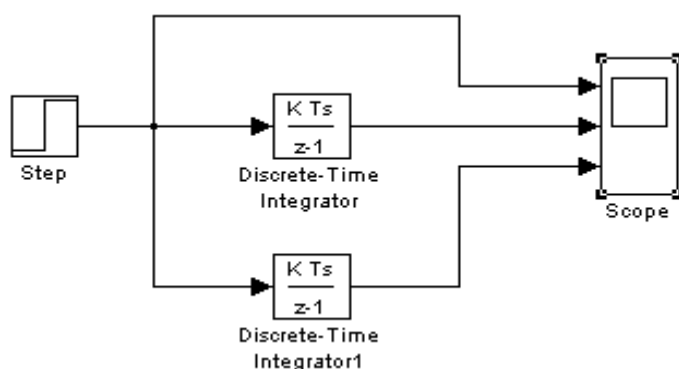 K Ts
z-1
Step
Discrete-Time
Integrator
Scope
K Ts
z-1
Discrete-Time
Integrator1